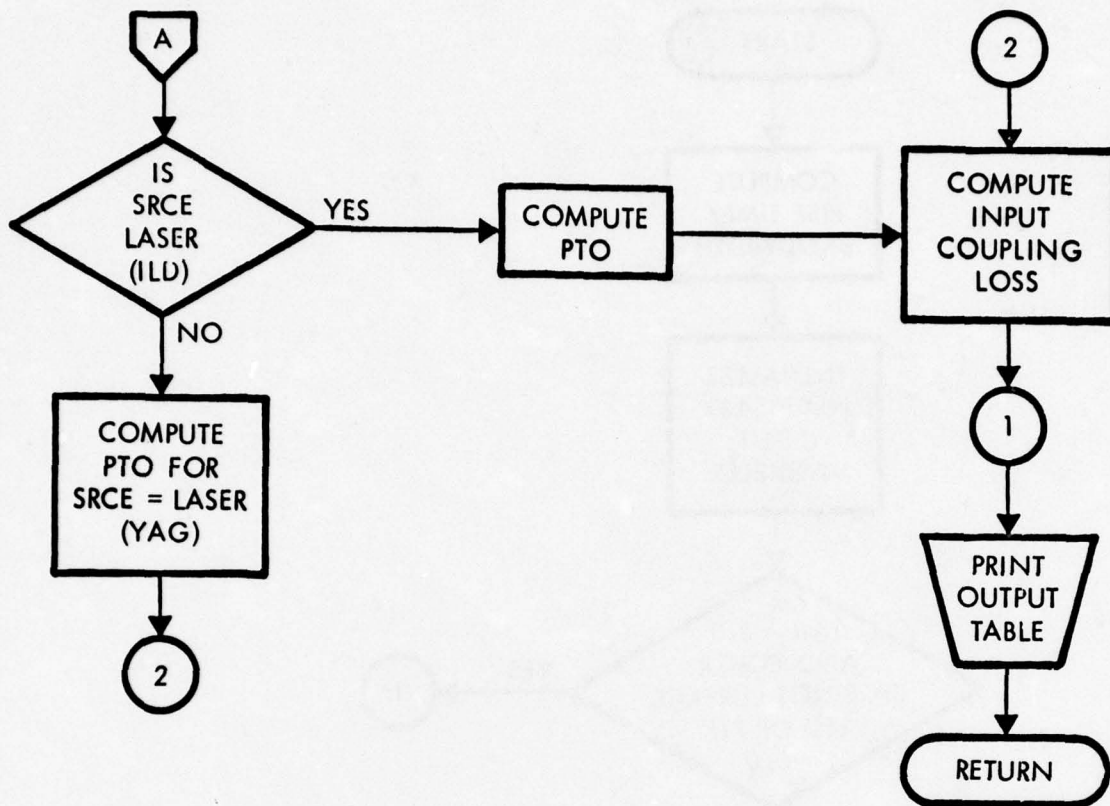 A
IS
SRCE
LASER
(ILD)
YES
NO
COMPUTE
PTO FOR
SRCE = LASER
(YAG)
2
COMPUTE
PTO
2
COMPUTE
INPUT
COUPLING
LOSS
1
PRINT
OUTPUT
TABLE
RETURN